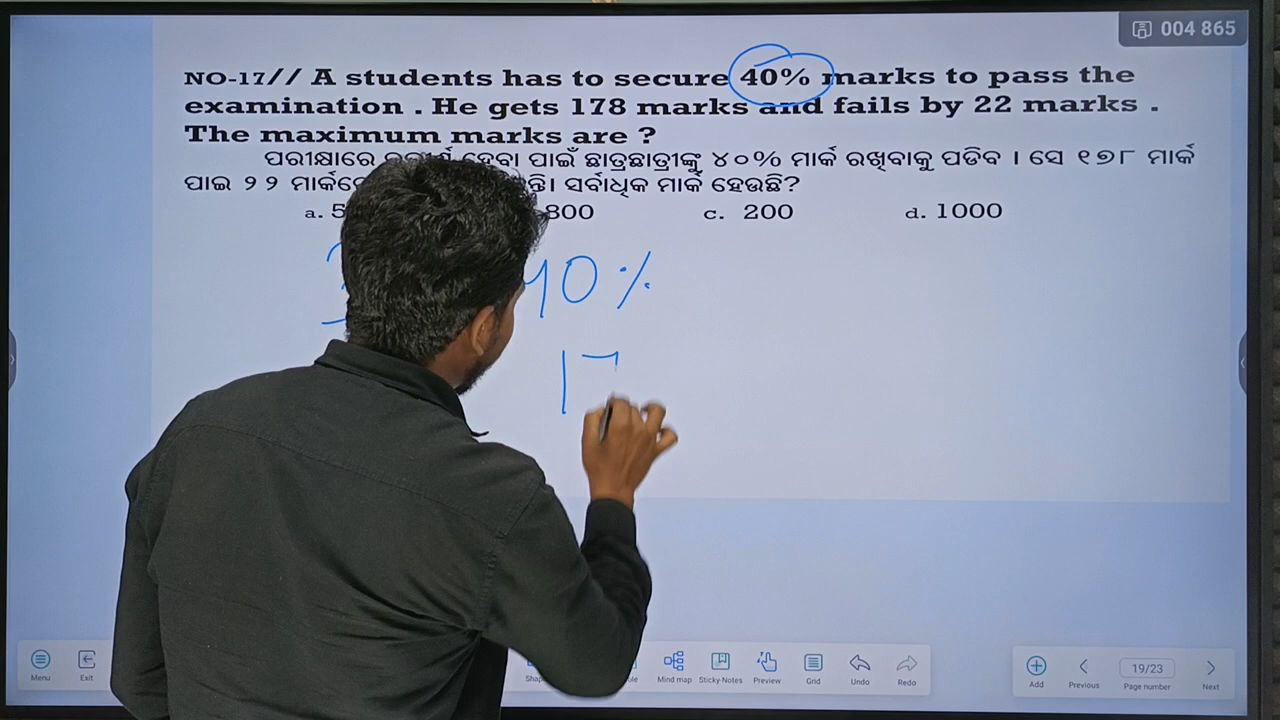 004 865
NO-17// A students has to secure 40% marks to pass the
examination . He gets 178 marks and fails by 22 marks .
The maximum marks are ?
ପରୀକ୍ଷାରେ ହେବା ପାଇଁ ଛାତ୍ରଛାତ୍ରୀଙ୍କୁ ୪୦% ମାର୍କ ରଖିବାକୁ ପଡିବ । ସେ ୧୭୮ ମାର୍କ
ପାଇ ୨୨ ସର୍ବାଧିକ ମାର୍କ ହେଉଛି?
a. 800 c. 200 d. 1000
40%
Menu Exit Mind map Sticky Notes Preview Grid Undo Redo Add Previous Page number Next
19/23